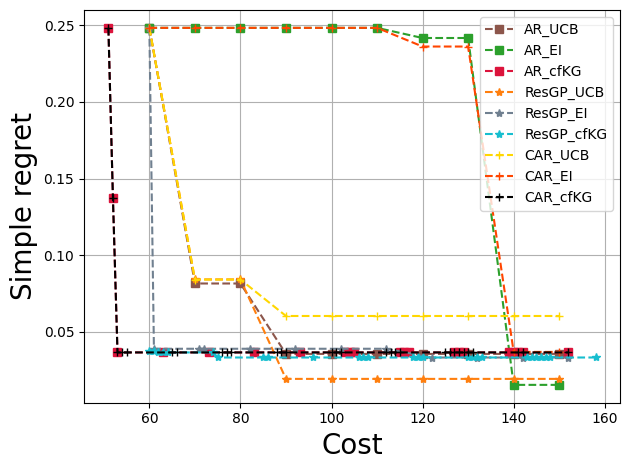 0.25
0.20
0.15
0.10
0.05
Simple regret
60
80
100
120
140
160
Cost
AR_UCB
AR_EI
AR_cfKG
ResGP_UCB
ResGP_EI
ResGP_cfKG
CAR_UCB
CAR_EI
CAR_cfKG